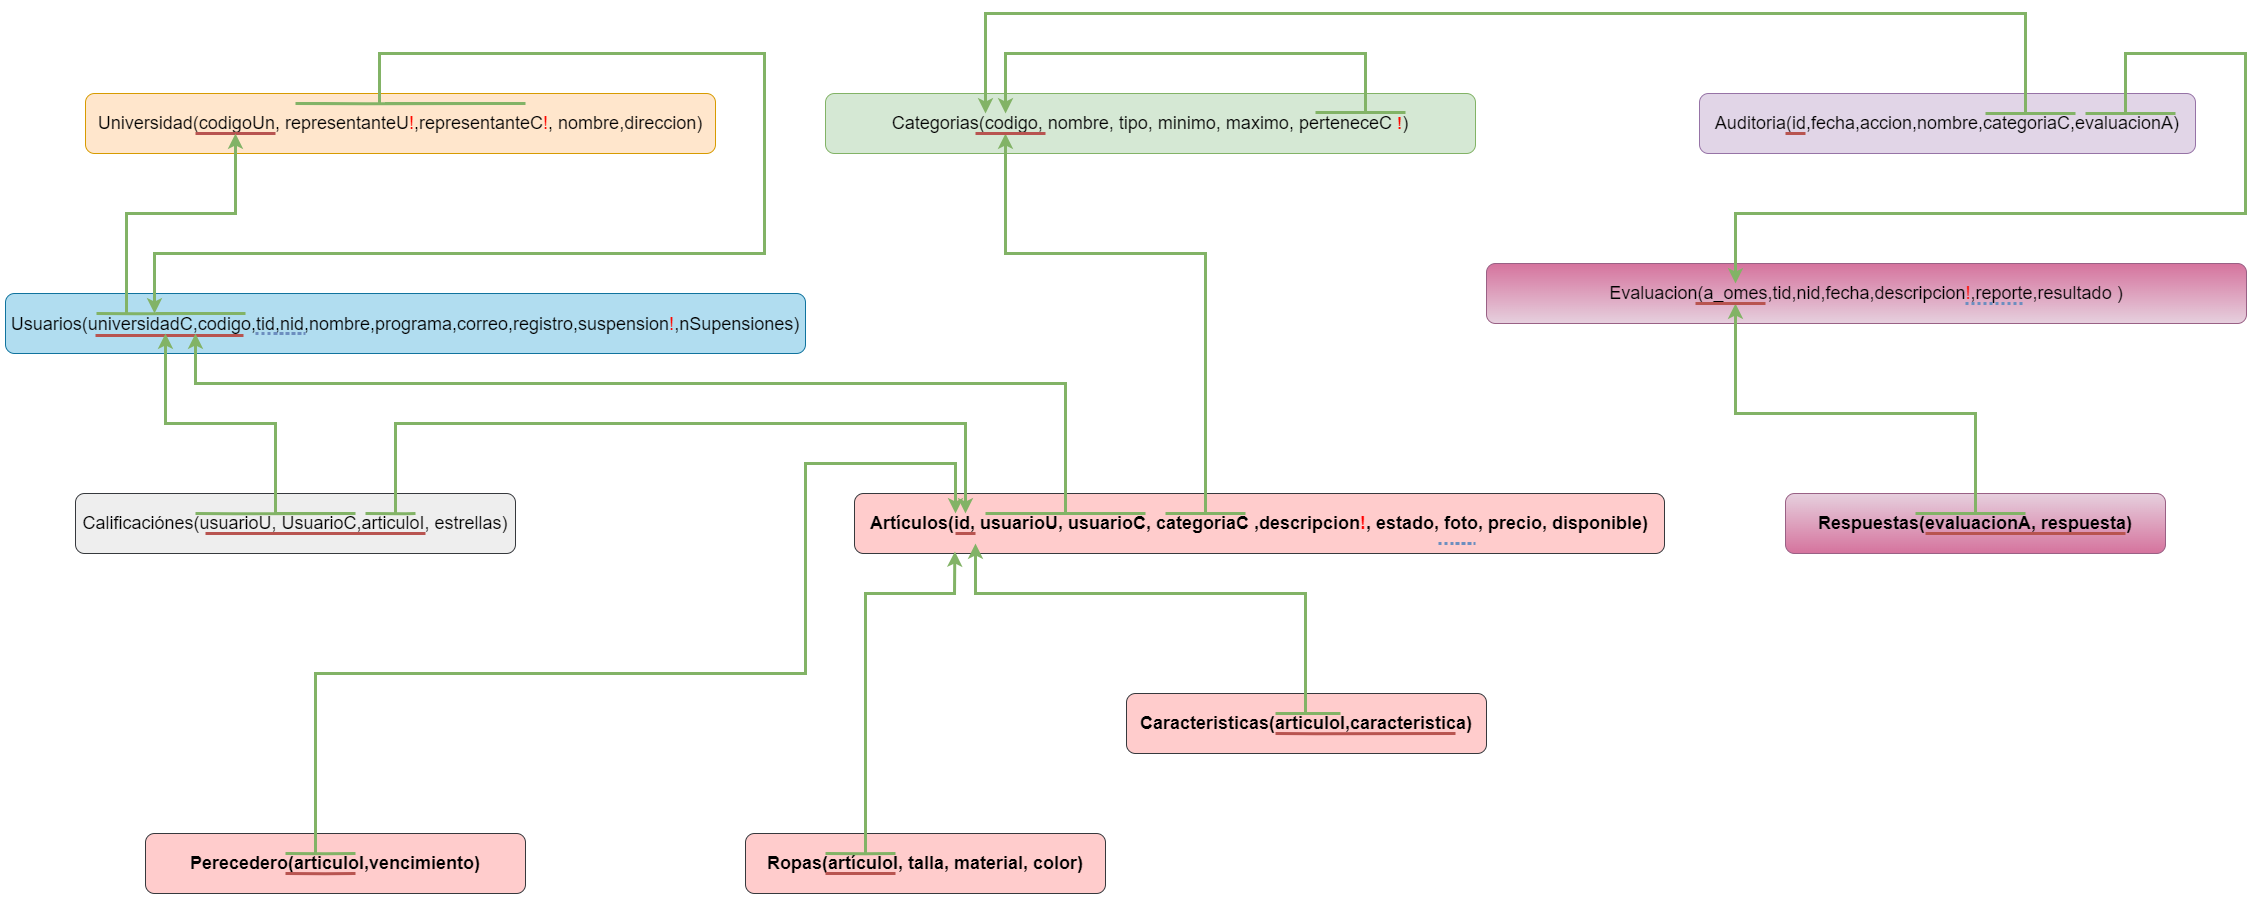 Universidad(codigoUn, representanteU!,representanteC!, nombre,direccion)
Categorias(codigo, nombre, tipo, minimo, maximo, perteneceC !)
Auditoria(id,fecha,accion,nombre,categoriaC,evaluacionA)
Evaluacion(a_omes,tid,nid,fecha,descripcion!,reporte,resultado )
Usuarios(universidadC,codigo,tid,nid,nombre,programa,correo,registro,suspension!,nSupensiones)
Calificaciónes(usuarioU, UsuarioC,articuloI, estrellas)
Artículos(id, usuarioU, usuarioC, categoriaC ,descripcion!, estado, foto, precio, disponible)
Respuestas(evaluacionA, respuesta)
Caracteristicas(articuloI,caracteristica)
Perecedero(articuloI,vencimiento)
Ropas(artículoI, talla, material, color)